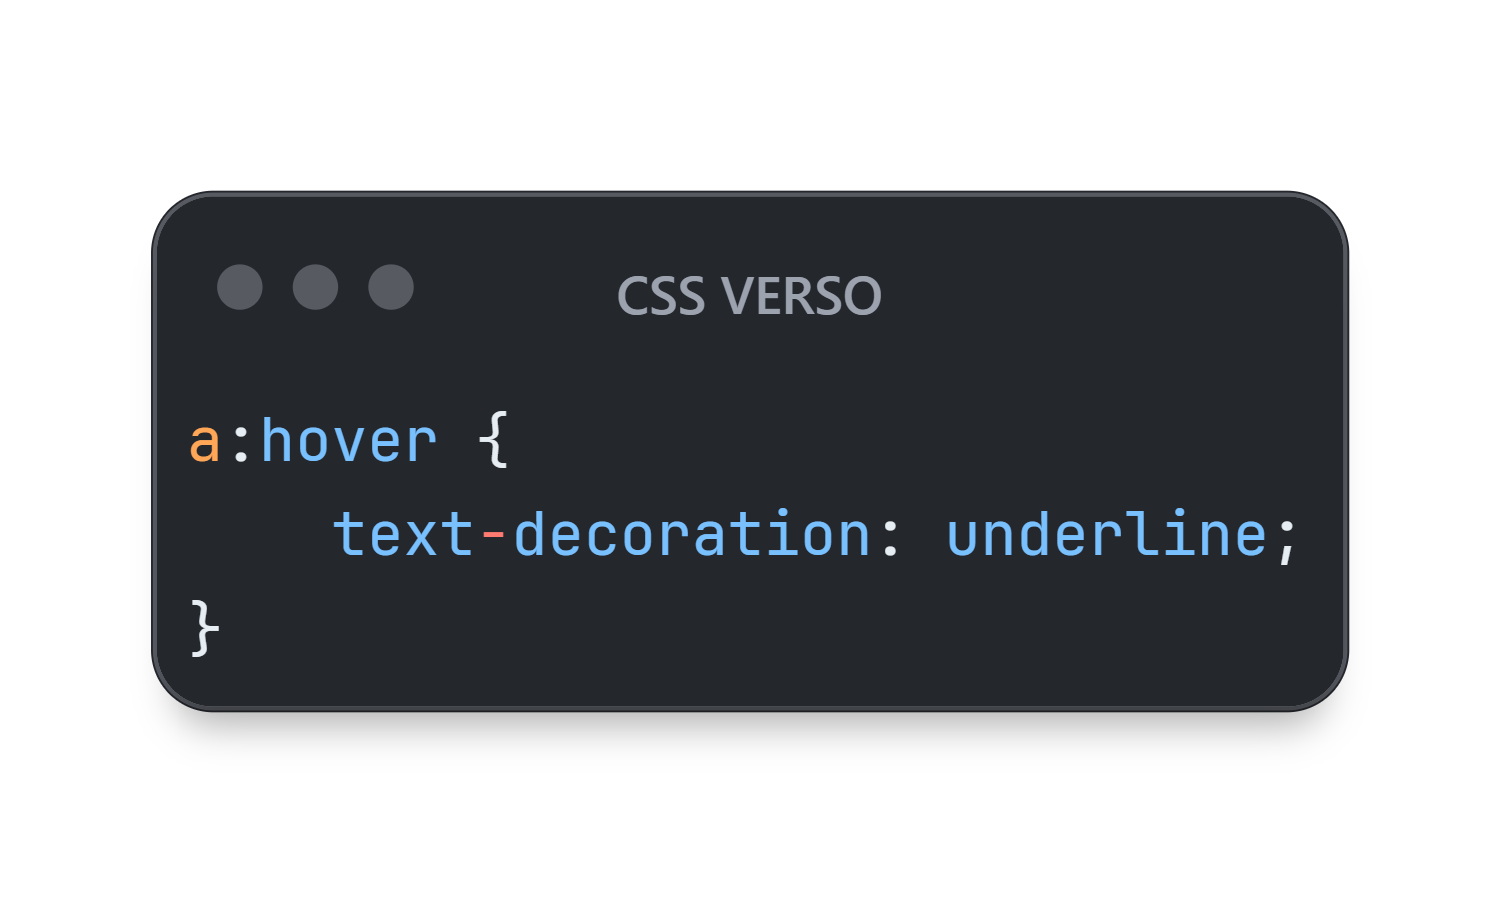 CSS VERSO
a:hover {
    text-decoration: underline;
}